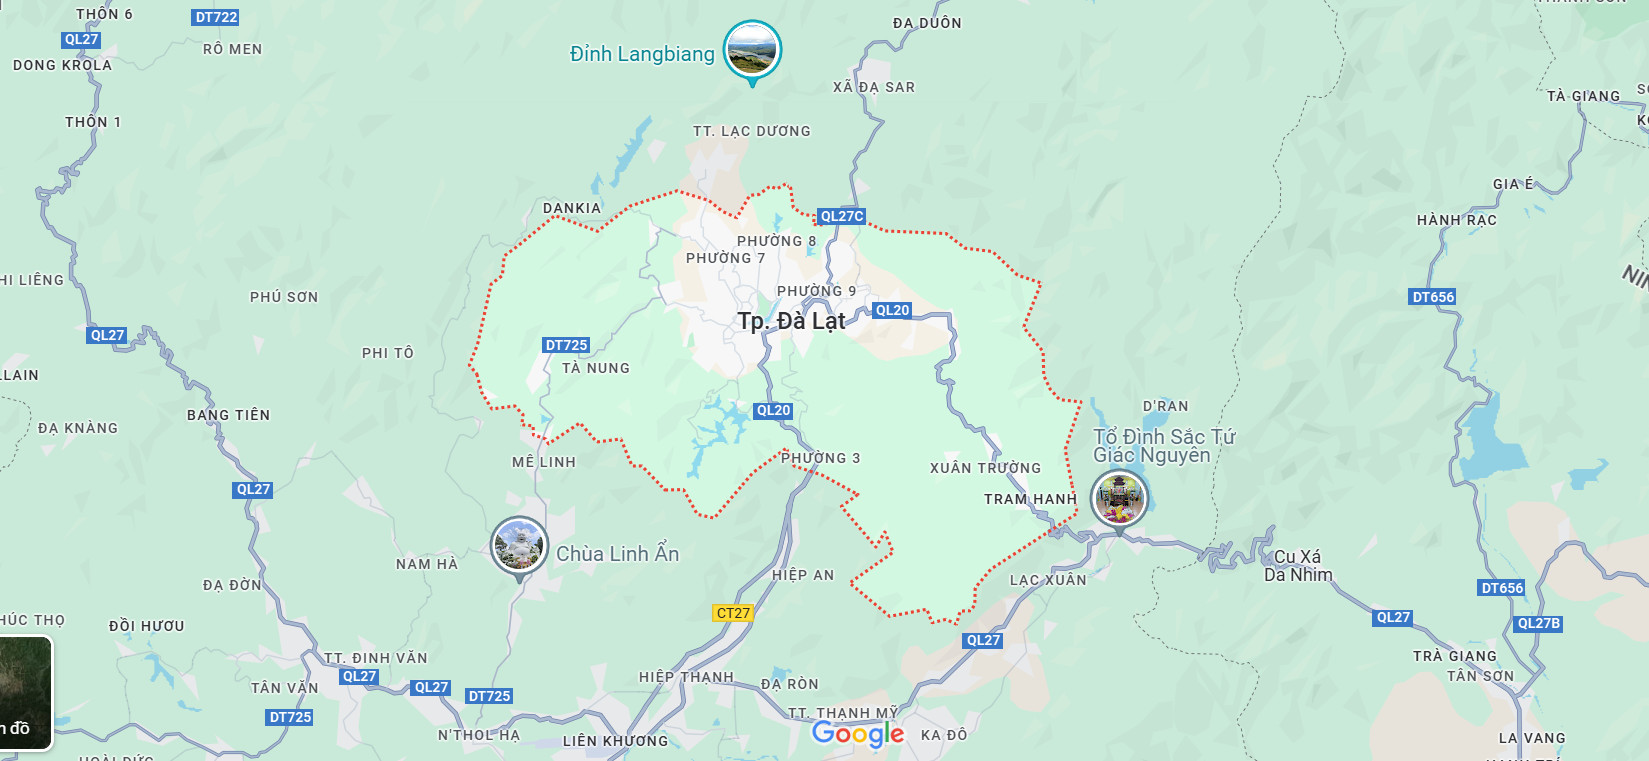 THÔN 6
DT722
ĐẠ DUÔN
QL27
RÔ MEN
Đỉnh Langbiang
DONG KROLA
XÃ ĐẠ SAR
TÀ GIANG
THÔN 1
TT. LẠC DƯƠNG
GIA É
DANKIA
QL27C
HÀNH RẠC
PHƯỜNG 8
PHƯỜNG 7
HI LIÊNG
PHÚ SƠN
PHƯỜNG 9
DT656
QL20
Tp. Đà Lạt
QL27
DT725
PHI TÔ
TÀ NUNG
LLAIN
QL20
D'RAN
BANG TIÊN
ĐẠ KNÀNG
Tổ Đình Sắc Tứ
Giác Nguyên
MÊ LINH
PHƯỜNG 3
XUÂN TRƯỜNG
QL27
TRAM HANH
Chùa Linh Ẩn
NAM HÀ
Cu Xá
Da Nhim
HIỆP AN
LẠC XUÂN
ĐẠ ĐỜN
DT656
CT27
HÚC THỌ
ĐỒI HƯƠU
QL27
QL27B
QL27
TT. ĐINH VĂN
TRÀ GIANG
TÂN SƠN
QL27
HIỆP THẠNH
TÂN VĂN
QL27
DT725
ĐẠ RÒN
DT725
TT. THẠNH MỸ
n đồ
N'THOL HẠ
LIÊN KHƯƠNG
Google
KA ĐÔ
LA VANG